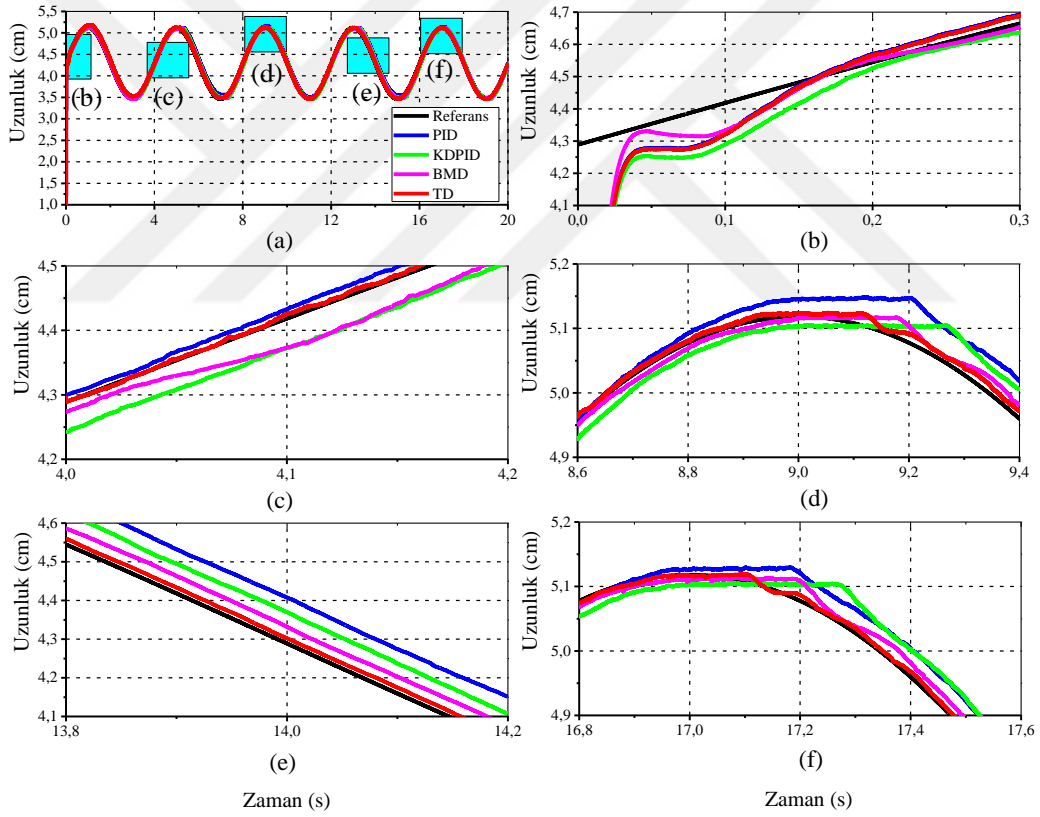 Uzunluk (cm)
5,5
5,0
4,5
4,0
3,5
5,0
2,5
2,0
1,5
1,0
0
4
8
12
16
20
(b)
(c)
(d)
(e)
(f)
Referans
PID
KDPID
BMD
TD
(a)
Uzunluk (cm)
4,7
4,6
4,5
4,4
4,3
4,2
4,1
0,0
0,1
0,2
0,3
(b)
Uzunluk (cm)
4,5
4,4
4,3
4,2
4,0
4,1
4,2
(c)
Uzunluk (cm)
5,2
5,1
5,0
4,9
8,6
8,8
9,0
9,2
9,4
(d)
Uzunluk (cm)
4,6
4,5
4,4
4,3
4,2
4,1
13,8
14,0
14,2
(e)
Zaman (s)
Uzunluk (cm)
5,2
5,1
5,0
4,9
16,8
17,0
17,2
17,4
17,6
(f)
Zaman (s)